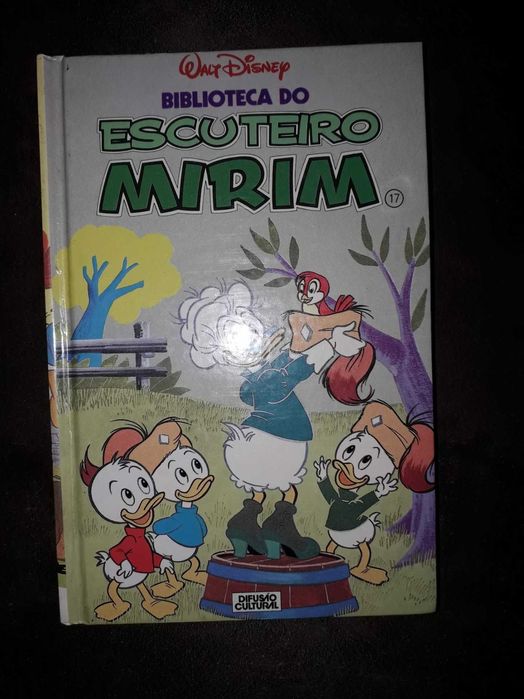 WALT DISNEY
BIBLIOTECA DO
ESCUTEIRO
MIRIM
17
DIFUSÃO
CULTURAL